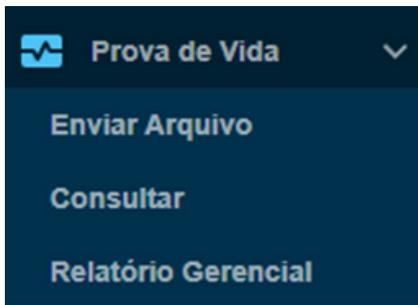 Prova de Vida
Enviar Arquivo
Consultar
Relatório Gerencial